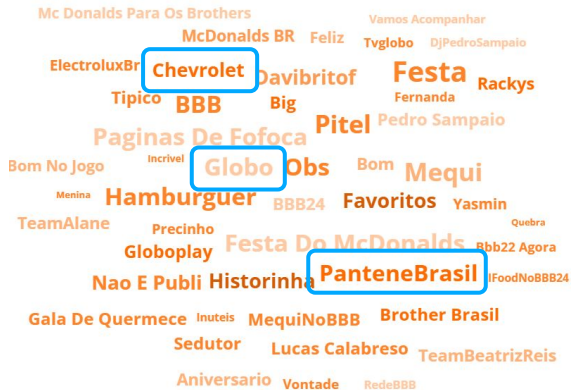 Mc Donalds Para Os Brothers
Vamos Acompanhar
McDonalds BR Feliz Tvglobo DjPedroSampaio
ElectroluxBr Chevrolet Davibritof Festa Rackys
Tipico BBB Big Fernanda
Paginas De Fofoca Pitel Pedro Sampaio
Bom No Jogo Incrivel Globo Obs Bom Mequi
Menina Hamburguer BBB24 Favoritos Yasmin
TeamAlane Precinho Quebra
Globoplay Festa Do McDonalds Bbb22 Agora
Nao E Publi Historinha PanteneBrasil IFoodNoBBB24
Gala De Quermece Inuteis MequiNoBBB Brother Brasil
Sedutor Lucas Calabreso TeamBeatrizReis
Aniversario Vontade RedeBBB